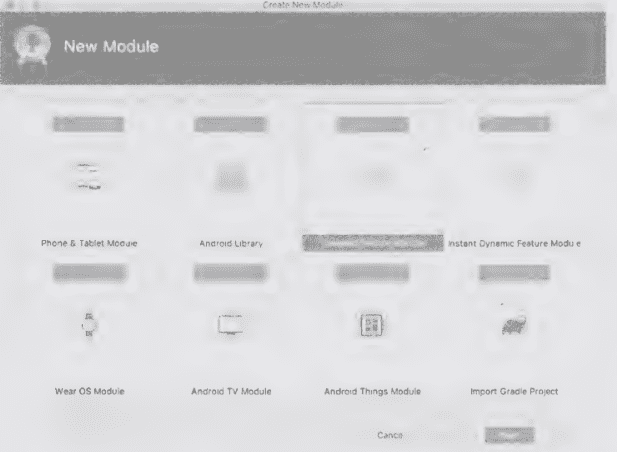 Create New Module
New Module
Phone & Tablet Module
Android Library
Instant Dynamic Feature Module
Wear OS Module
Android TV Module
Android Things Module
Import Gradle Project
Cance